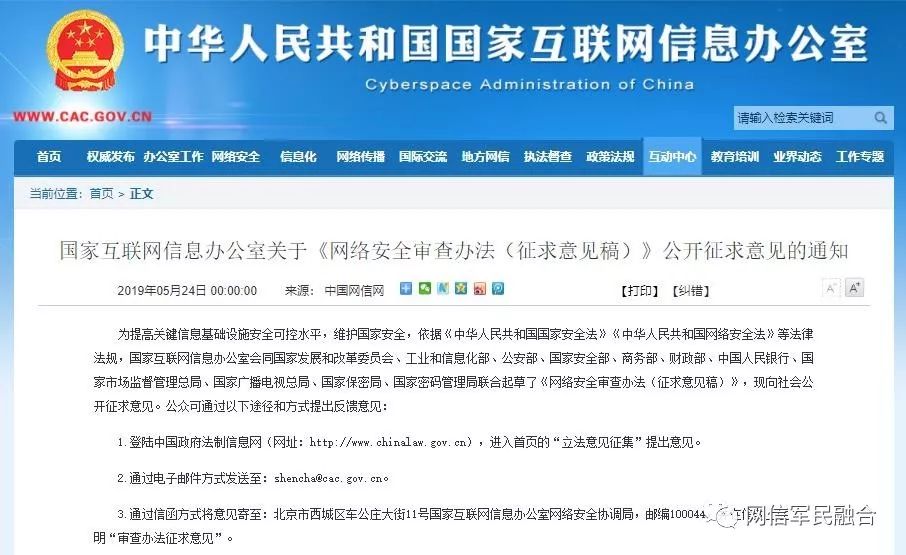 中华人民共和国国家互联网信息办公室
Cyberspace Administration of China
WWW.CAC.GOV.CN
请输入检索关键词
首页 权威发布 办公室工作 网络安全 信息化 网络传播 国际交流 地方网信 执法督查 政策法规 互动中心 教育培训 业界动态 工作专题
当前位置：首页 > 正文
国家互联网信息办公室关于《网络安全审查办法（征求意见稿）》公开征求意见的通知
2019年05月24日 00:00:00 来源： 中国网信网 【打印】【纠错】 A- A+
为提高关键信息基础设施安全可控水平，维护国家安全，依据《中华人民共和国国家安全法》《中华人民共和国网络安全法》等法律
法规，国家互联网信息办公室会同国家发展和改革委员会、工业和信息化部、公安部、国家安全部、商务部、财政部、中国人民银行、国
家市场监督管理总局、国家广播电视总局、国家保密局、国家密码管理局联合起草了《网络安全审查办法（征求意见稿）》，现向社会公
开征求意见。公众可通过以下途径和方式提出反馈意见：
1.登陆中国政府法制信息网（网址：http://www.chinalaw.gov.cn），进入首页的“立法意见征集”提出意见。
2.通过电子邮件方式发送至：shencha@cac.gov.cn。
3.通过信函方式将意见寄至：北京市西城区车公庄大街11号国家互联网信息办公室网络安全协调局，邮编10004
明“审查办法征求意见”。
网信军民融合